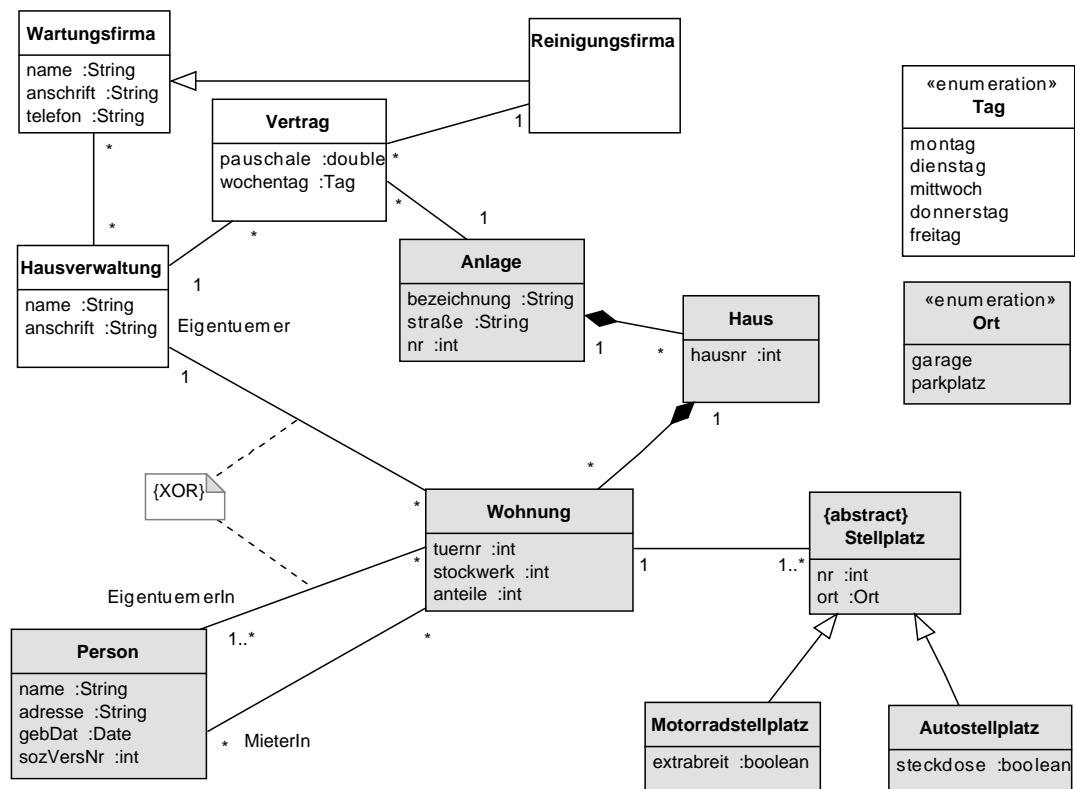 Wartungsfirma
name :String
anschrift :String
telefon :String
*
*
Reinigungsfirma
1
Vertrag
pauschale :double
wochentag :Tag
*
*
*
1
1
«enumeration»
Tag
montag
dienstag
mittwoch
donnerstag
freitag
Hausverwaltung
name :String
anschrift :String
Eigentuemer
1
Anlage
bezeichnung :String
straße :String
nr :int
1
*
Haus
hausnr :int
1
*
«enumeration»
Ort
garage
parkplatz
{XOR}
*
Wohnung
tuernr :int
stockwerk :int
anteile :int
*
*
1
1..*
{abstract}
Stellplatz
nr :int
ort :Ort
EigentuemerIn
1..*
Person
name :String
adresse :String
gebDat :Date
sozVersNr :int
*
MieterIn
Motorradstellplatz
extrabreit :boolean
Autostellplatz
steckdose :boolean